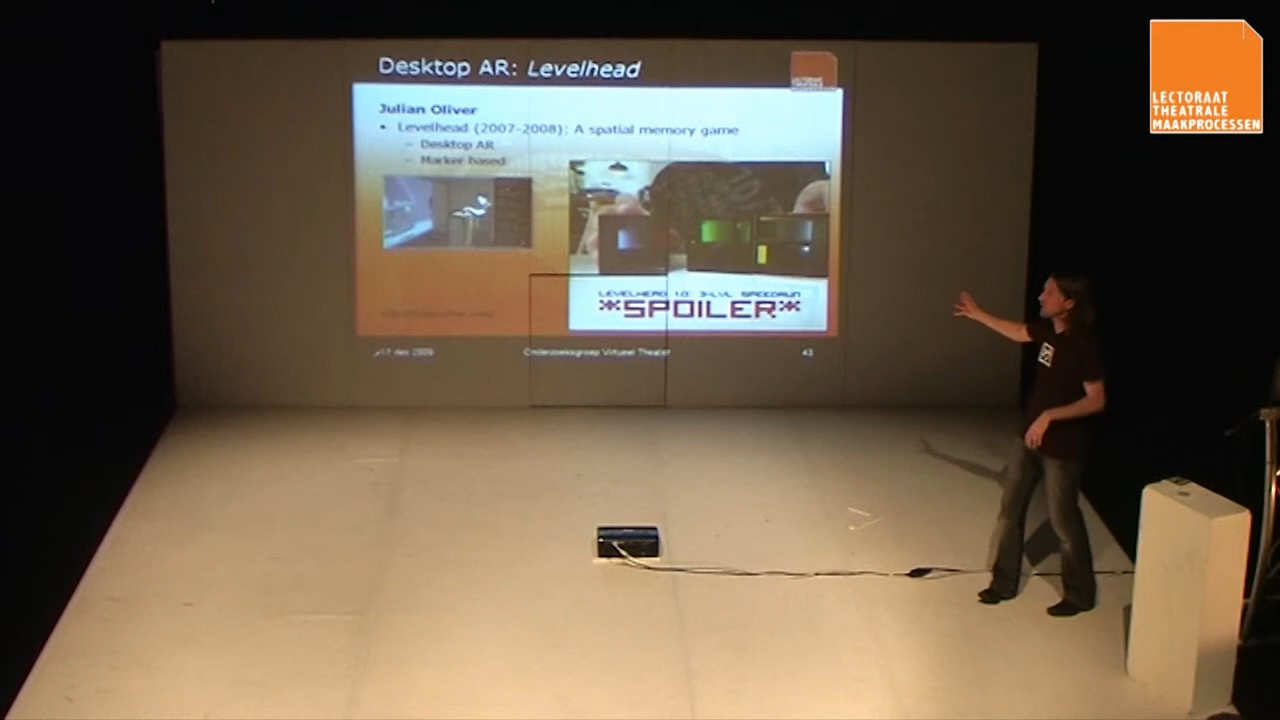 Desktop AR: Levelhead
Julian Oliver
• Levelhead (2007-2008): A spatial memory game
– Desktop AR
– Marker based
LEVELHEAD 1.0: 3-LVL SPEEDRUN
*SPOILER*
17 dec 2009
Onderzoeksgroep Virtueel Theater
43
LECTORAAT
THEATRALE
MAAKPROCESSEN